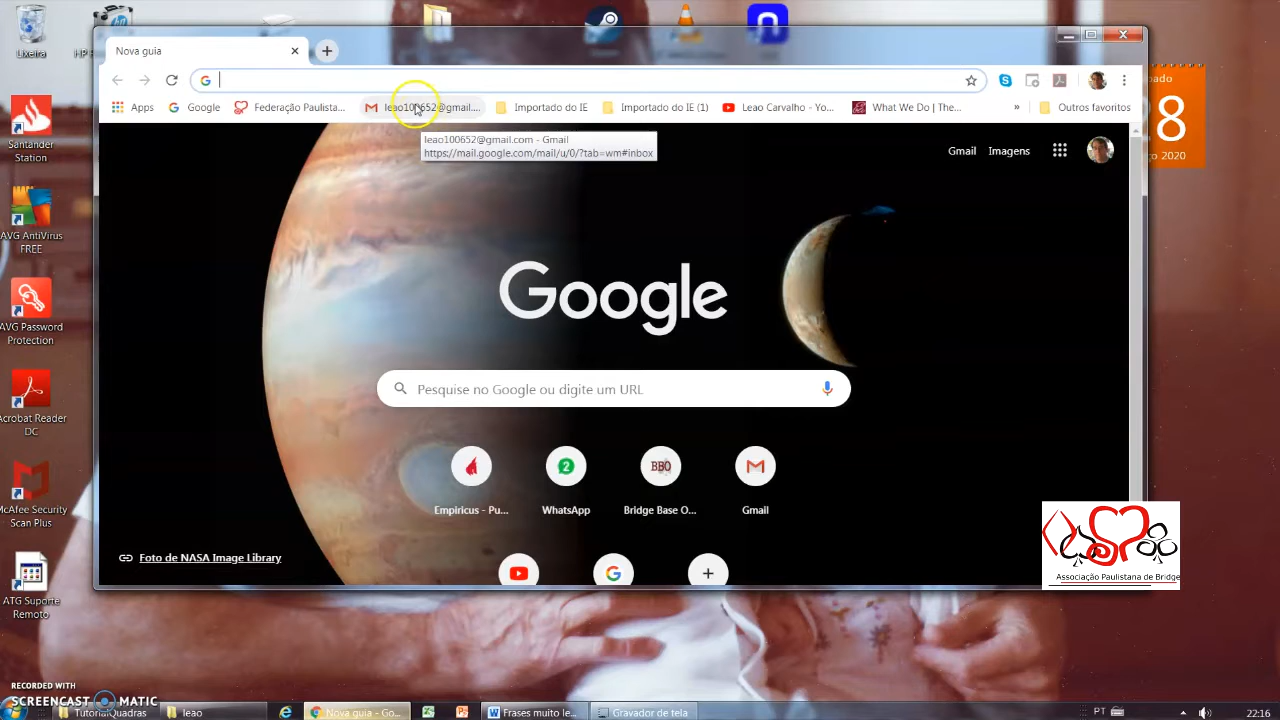 Lixeira
Nova guia
Apps
Google
Federação Paulista...
leao100652@gmail....
Importado do IE
Importado do IE (1)
Leao Carvalho - Yo...
What We Do | The...
»
Outros favoritos
leao100652@gmail.com - Gmail
https://mail.google.com/mail/u/0/?tab=wm#inbox
Gmail
Imagens
8
2020
Santander
Station
AVG AntiVirus
FREE
AVG Password
Protection
Acrobat Reader
DC
McAfee Security
Scan Plus
ATG Suporte
Remoto
Google
Pesquise no Google ou digite um URL
Empiricus - Pu...
2
WhatsApp
BBO
Bridge Base O...
Gmail
Foto de NASA Image Library
Associação Paulistana de Bridge
RECORDED WITH
SCREENCAST MATIC
TutorialQuadras
leao
Nova guia - Go...
Frases muito le...
Gravador de tela
PT
22:16